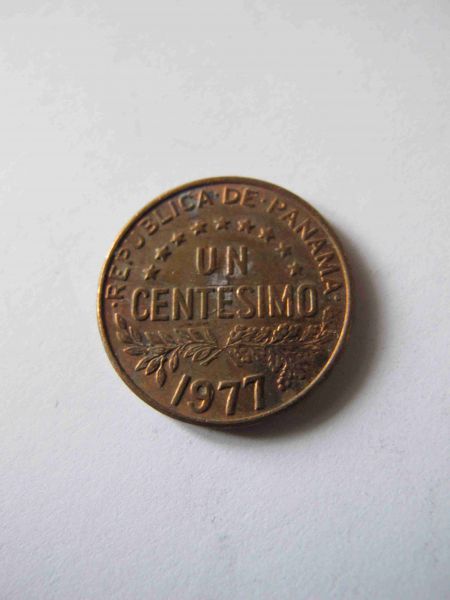 ·REPUBLICA·DE·PANAMA·
UN
CENTESIMO
1977